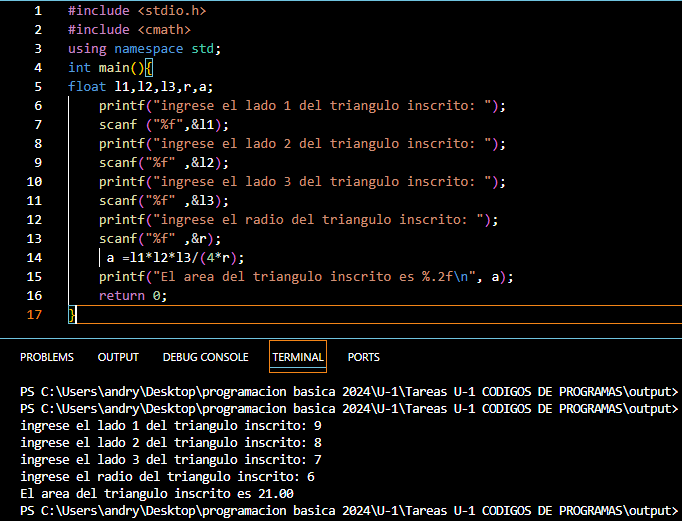 1 #include <stdio.h>
2 #include <cmath>
3 using namespace std;
4 int main(){
5 float l1,l2,l3,r,a;
6 printf("ingrese el lado 1 del triangulo inscrito: ");
7 scanf ("%f",&l1);
8 printf("ingrese el lado 2 del triangulo inscrito: ");
9 scanf("%f" ,&l2);
10 printf("ingrese el lado 3 del triangulo inscrito: ");
11 scanf("%f" ,&l3);
12 printf("ingrese el radio del triangulo inscrito: ");
13 scanf("%f" ,&r);
14 a =l1*l2*l3/(4*r);
15 printf("El area del triangulo inscrito es %.2f\n", a);
16 return 0;
17 }
PROBLEMS OUTPUT DEBUG CONSOLE TERMINAL PORTS
PS C:\Users\andry\Desktop\programacion basica 2024\U-1\Tareas U-1 CODIGOS DE PROGRAMAS\output>
PS C:\Users\andry\Desktop\programacion basica 2024\U-1\Tareas U-1 CODIGOS DE PROGRAMAS\output>
ingrese el lado 1 del triangulo inscrito: 9
ingrese el lado 2 del triangulo inscrito: 8
ingrese el lado 3 del triangulo inscrito: 7
ingrese el radio del triangulo inscrito: 6
El area del triangulo inscrito es 21.00
PS C:\Users\andry\Desktop\programacion basica 2024\U-1\Tareas U-1 CODIGOS DE PROGRAMAS\output>